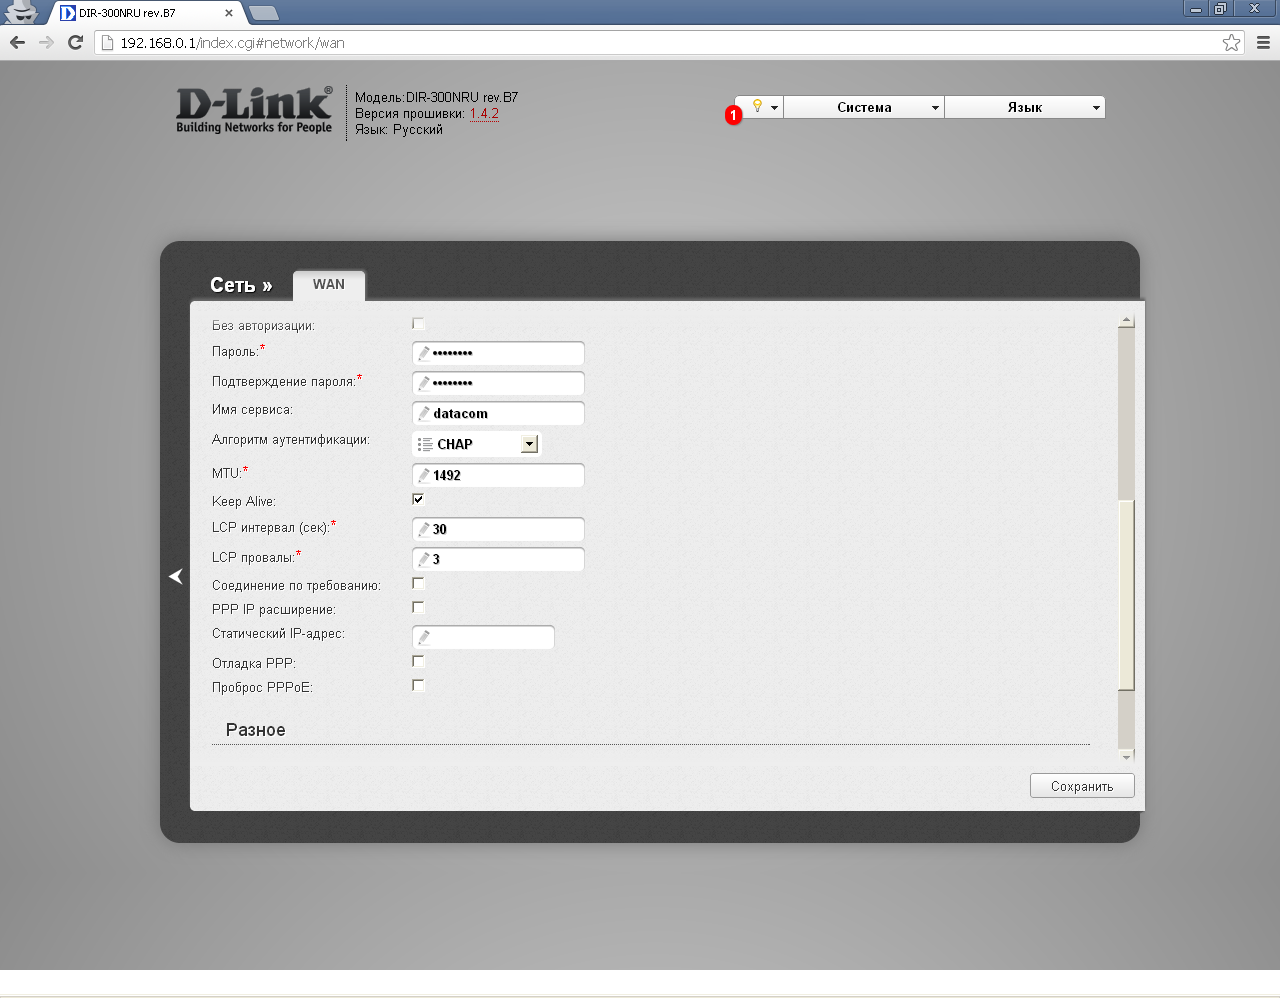 DIR-300NRU rev.B7
192.168.0.1/index.cgi#network/wan
D-Link®
Building Networks for People
Модель:DIR-300NRU rev.B7
Версия прошивки: 1.4.2
Язык: Русский
1
Система
Язык
Сеть »
WAN
Без авторизации:
Пароль:* ••••••••
Подтверждение пароля:* ••••••••
Имя сервиса: datacom
Алгоритм аутентификации: CHAP
MTU:* 1492
Keep Alive:
LCP интервал (сек):* 30
LCP провалы:* 3
Соединение по требованию:
PPP IP расширение:
Статический IP-адрес:
Отладка PPP:
Проброс PPPoE:
Разное
Сохранить